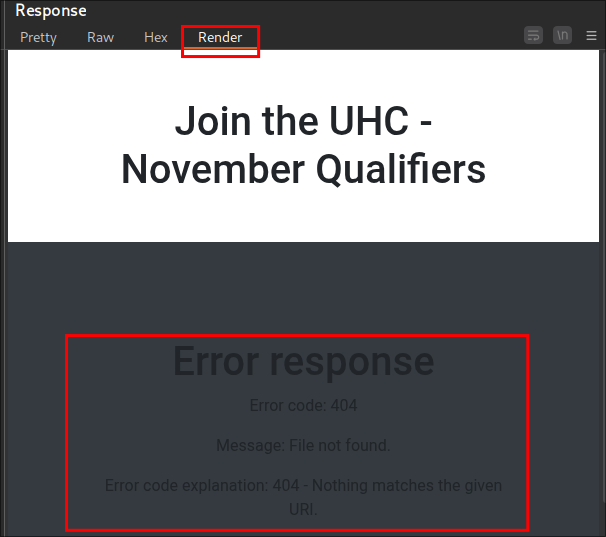 Response
Pretty Raw Hex Render \n
Join the UHC -
November Qualifiers
Error response
Error code: 404
Message: File not found.
Error code explanation: 404 - Nothing matches the given
URI.